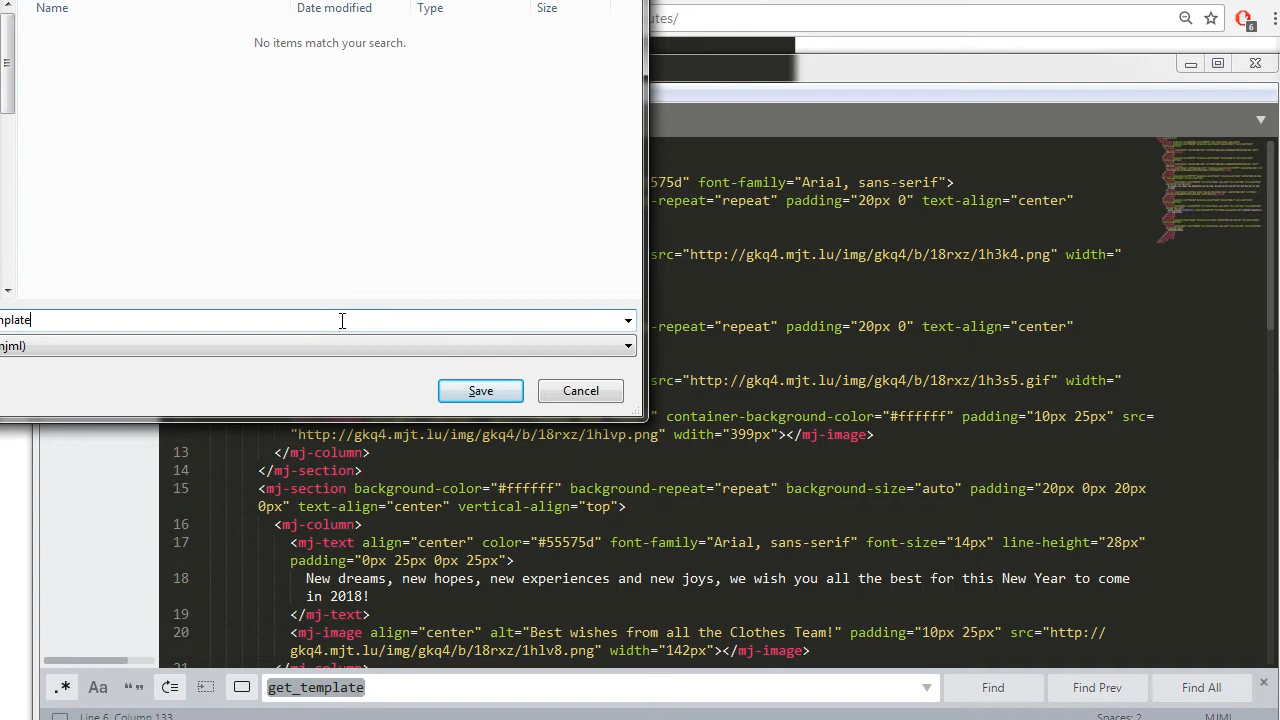 Name Date modified Type Size
utes/
6
No items match your search.
575d" font-family="Arial, sans-serif">
-repeat="repeat" padding="20px 0" text-align="center"
src="http://gkq4.mjt.lu/img/gkq4/b/18rxz/1h3k4.png" width="
mplate
-repeat="repeat" padding="20px 0" text-align="center"
mjml)
src="http://gkq4.mjt.lu/img/gkq4/b/18rxz/1h3s5.gif" width="
Save Cancel
" container-background-color="#ffffff" padding="10px 25px" src=
"http://gkq4.mjt.lu/img/gkq4/b/18rxz/1hlvp.png" wdith="399px"></mj-image>
13 </mj-column>
14 </mj-section>
15 <mj-section background-color="#ffffff" background-repeat="repeat" background-size="auto" padding="20px 0px 20px
0px" text-align="center" vertical-align="top">
16 <mj-column>
17 <mj-text align="center" color="#55575d" font-family="Arial, sans-serif" font-size="14px" line-height="28px"
padding="0px 25px 0px 25px">
18 New dreams, new hopes, new experiences and new joys, we wish you all the best for this New Year to come
in 2018!
19 </mj-text>
20 <mj-image align="center" alt="Best wishes from all the Clothes Team!" padding="10px 25px" src="http://
gkq4.mjt.lu/img/gkq4/b/18rxz/1hlv8.png" width="142px"></mj-image>
21 </mj-column>
.* Aa “” get_template Find Find Prev Find All
Line 6, Column 133 Spaces: 2 MJML